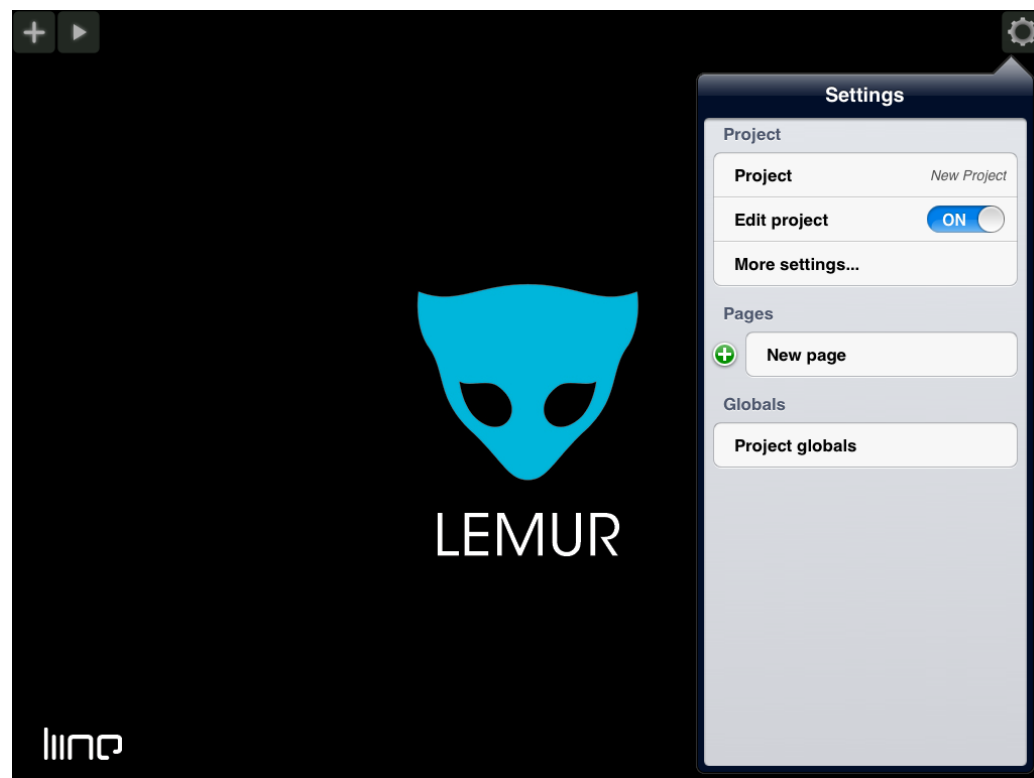 Settings
Project
Project New Project
Edit project ON
More settings...
Pages
New page
Globals
Project globals
LEMUR
liine